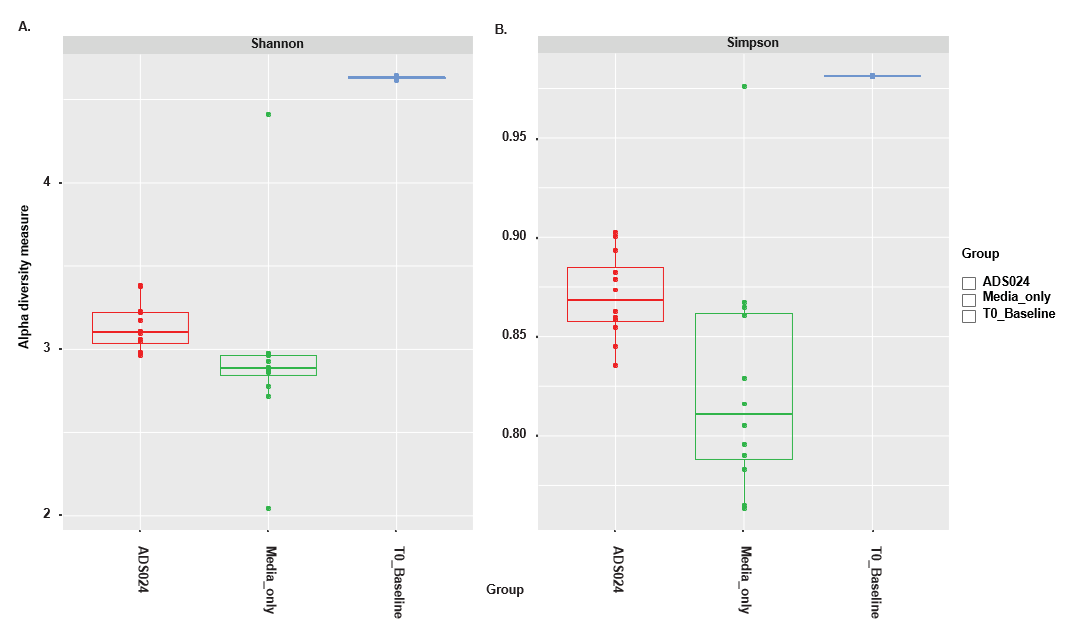 A.
B.
Shannon
Simpson
Alpha diversity measure
4
3
2
0.95
0.90
0.85
0.80
ADS024
Media_only
T0_Baseline
ADS024
Media_only
T0_Baseline
Group
Group
ADS024
Media_only
T0_Baseline